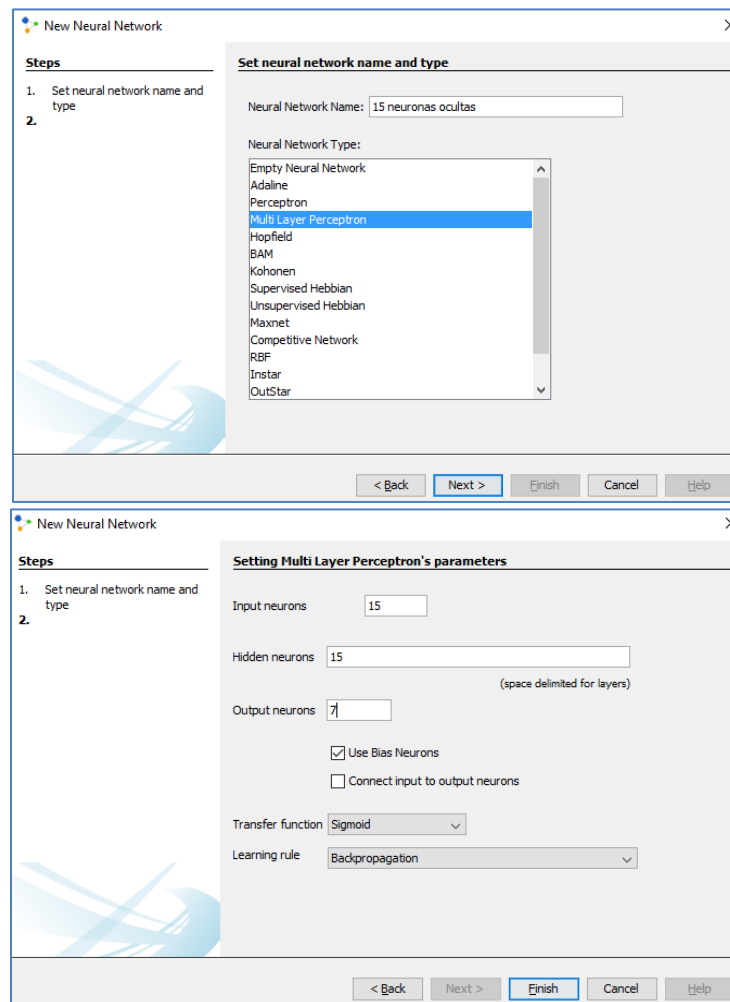 New Neural Network
Steps
1. Set neural network name and
type
2.
Set neural network name and type
Neural Network Name: 15 neuronas ocultas
Neural Network Type:
Empty Neural Network
Adaline
Perceptron
Multi Layer Perceptron
Hopfield
BAM
Kohonen
Supervised Hebbian
Unsupervised Hebbian
Maxnet
Competitive Network
RBF
Instar
OutStar
< Back Next > Finish Cancel Help
New Neural Network
Steps
1. Set neural network name and
type
2.
Setting Multi Layer Perceptron's parameters
Input neurons 15
Hidden neurons 15
(space delimited for layers)
Output neurons 7
Use Bias Neurons
Connect input to output neurons
Transfer function Sigmoid
Learning rule Backpropagation
< Back Next > Finish Cancel Help